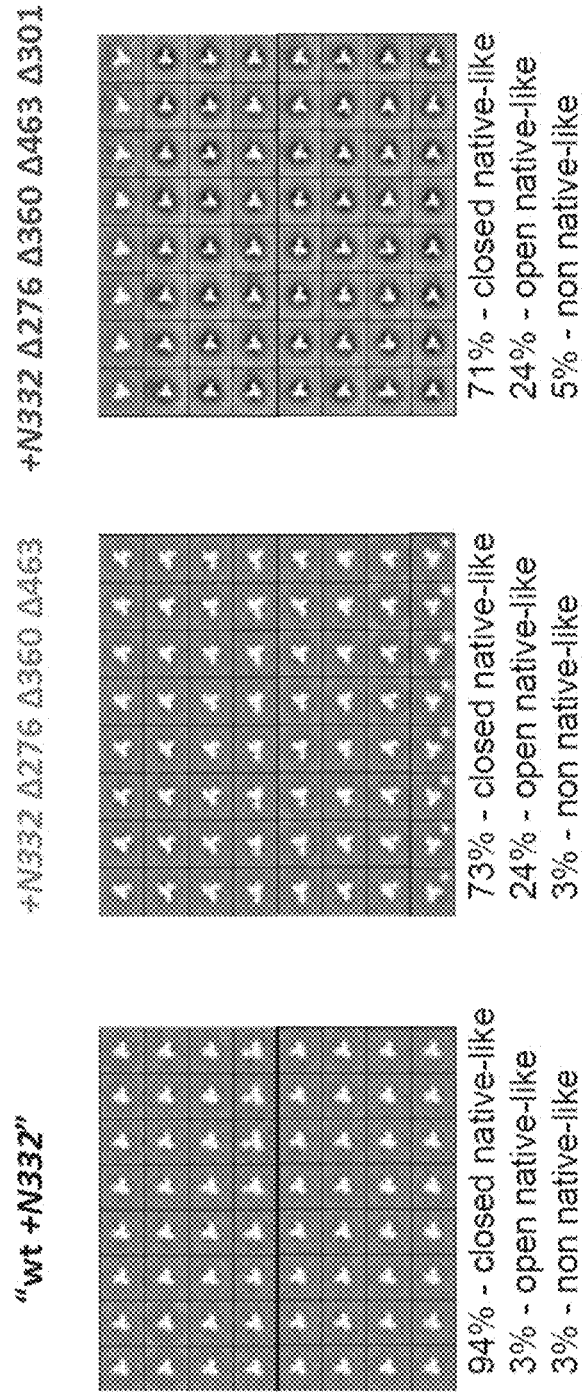 "wt +N332"
94% - closed native-like
3% - open native-like
3% - non native-like
+N332 Δ276 Δ360 Δ463
73% - closed native-like
24% - open native-like
3% - non native-like
+N332 Δ276 Δ360 Δ463 Δ301
71% - closed native-like
24% - open native-like
5% - non native-like